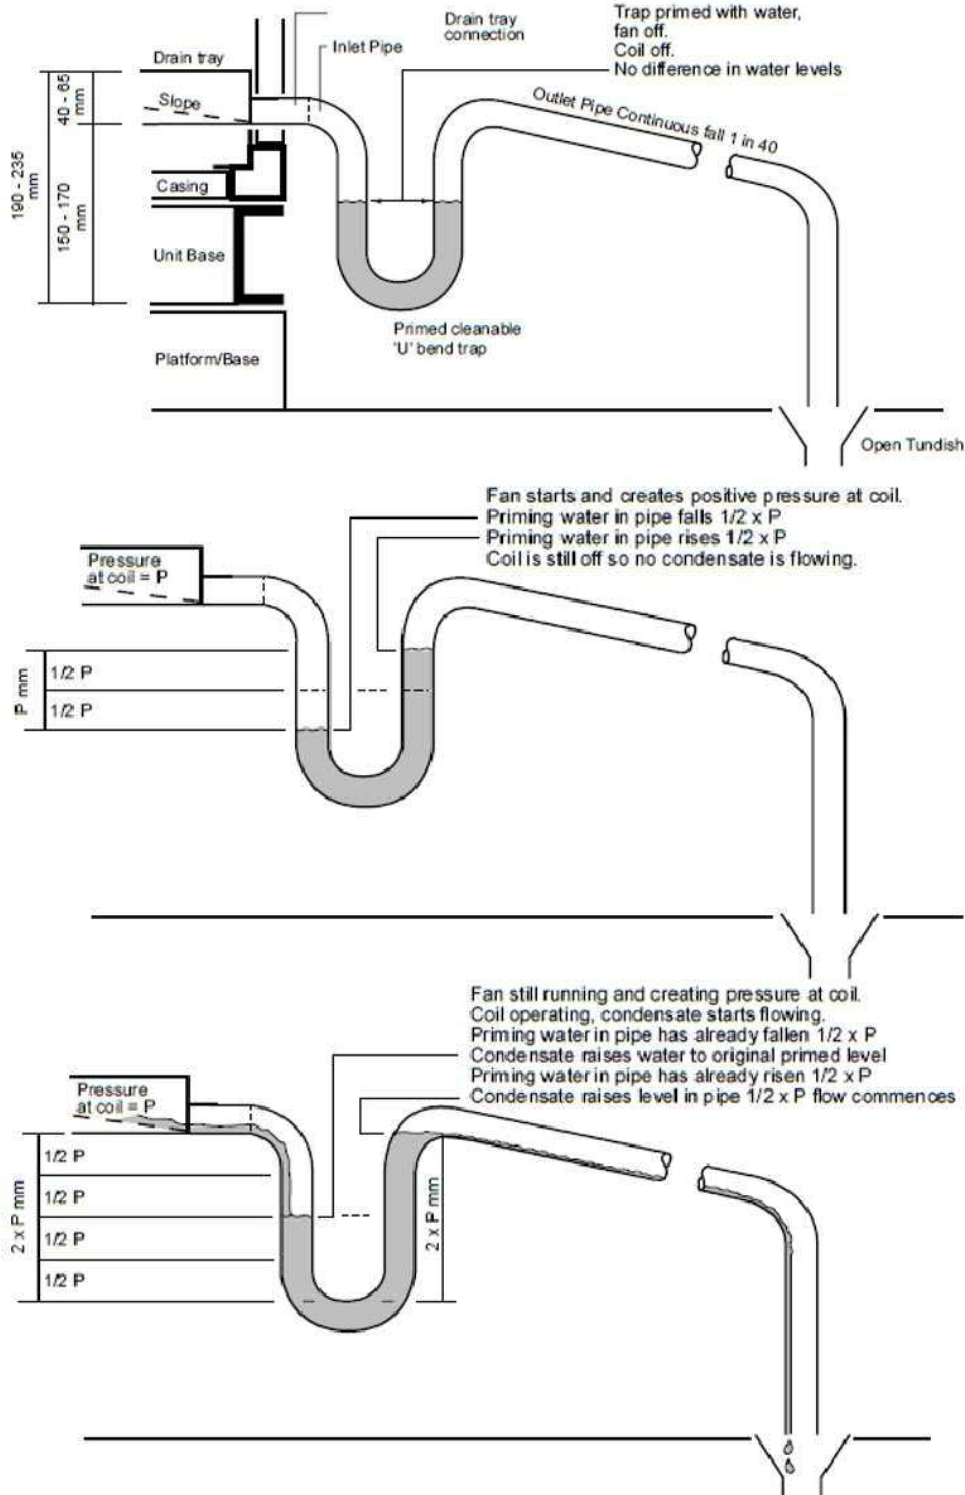 Drain tray
connection
Trap primed with water,
fan off.
Coil off.
No difference in water levels
Inlet Pipe
Drain tray
Slope
40 - 65
mm
Outlet Pipe Continuous fall 1 in 40
190 - 235
mm
150 - 170
mm
Casing
Unit Base
Primed cleanable
'U' bend trap
Platform/Base
Open Tundish
Fan starts and creates positive pressure at coil.
Priming water in pipe falls 1/2 x P
Priming water in pipe rises 1/2 x P
Coil is still off so no condensate is flowing.
Pressure
at coil = P
P mm
1/2 P
1/2 P
Fan still running and creating pressure at coil.
Coil operating, condensate starts flowing.
Priming water in pipe has already fallen 1/2 x P
Condensate raises water to original primed level
Priming water in pipe has already risen 1/2 x P
Condensate raises level in pipe 1/2 x P flow commences
Pressure
at coil = P
2 x P mm
1/2 P
1/2 P
1/2 P
1/2 P
2 x P mm